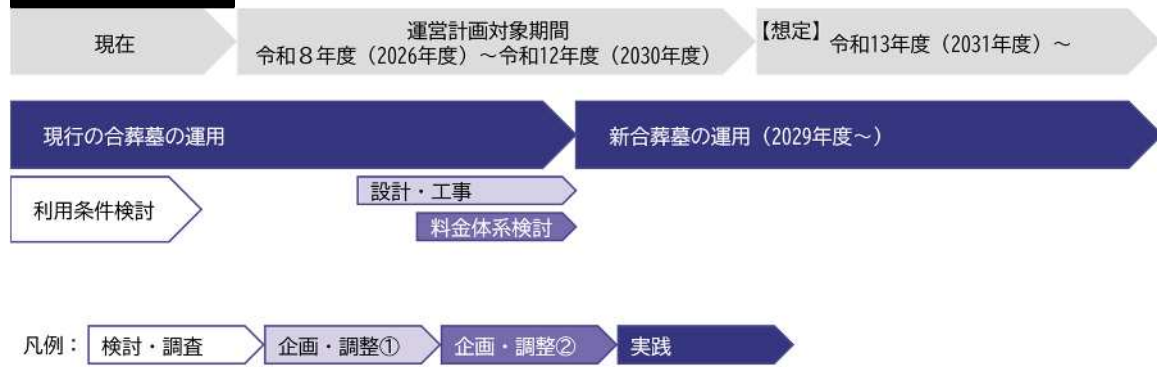 現在
運営計画対象期間
令和８年度（2026年度）～令和12年度（2030年度）
【想定】令和13年度（2031年度）～
現行の合葬墓の運用
新合葬墓の運用（2029年度～）
利用条件検討
設計・工事
料金体系検討
凡例：
検討・調査
企画・調整①
企画・調整②
実践